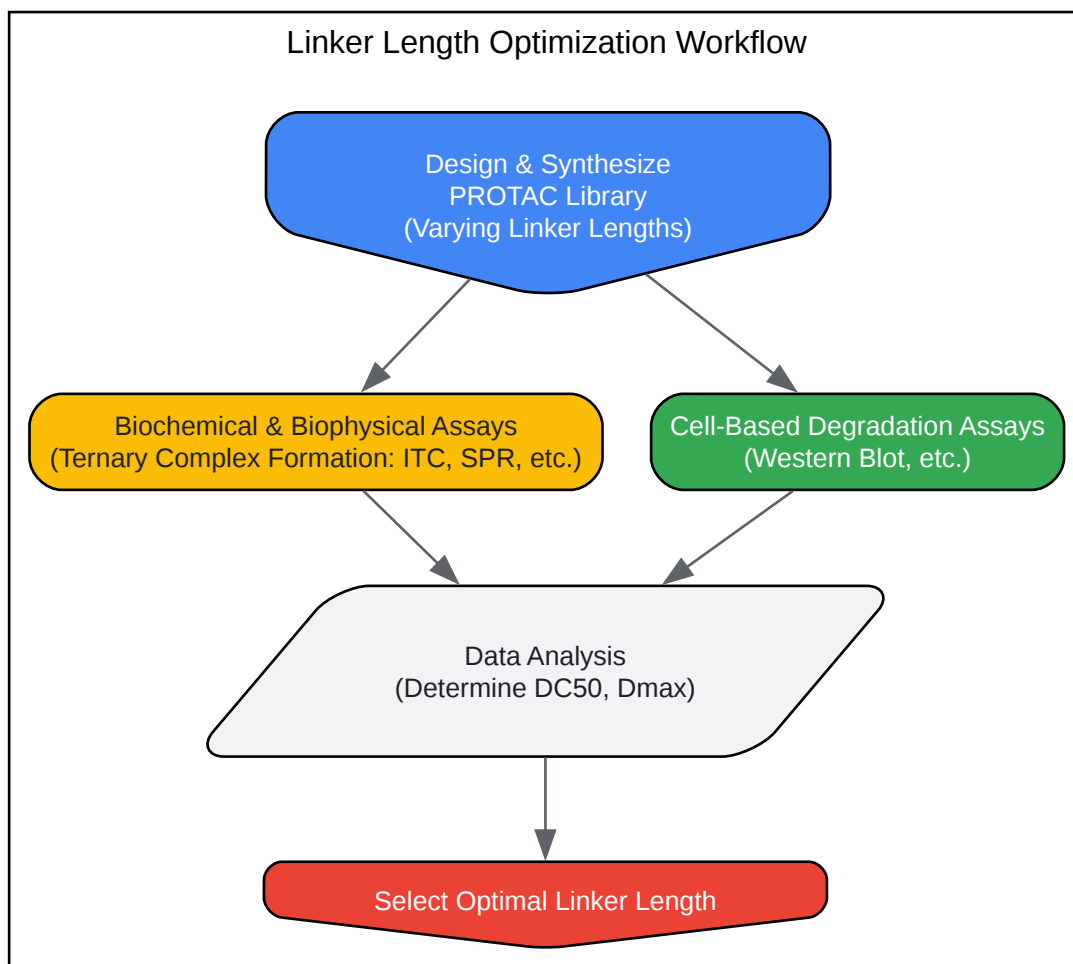 Linker Length Optimization Workflow
Design & Synthesize
PROTAC Library
(Varying Linker Lengths)
Biochemical & Biophysical Assays
(Ternary Complex Formation: ITC, SPR, etc.)
Cell-Based Degradation Assays
(Western Blot, etc.)
Data Analysis
(Determine DC50, Dmax)
Select Optimal Linker Length